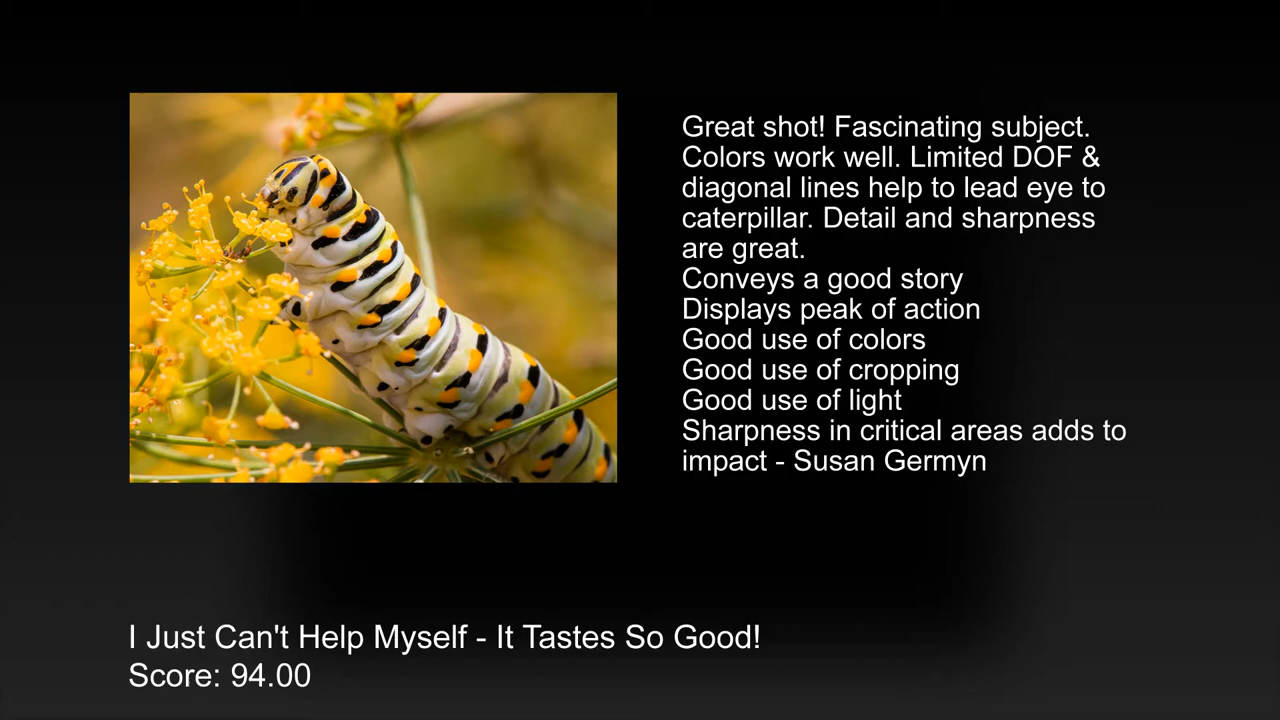 Great shot! Fascinating subject.
Colors work well. Limited DOF &
diagonal lines help to lead eye to
caterpillar. Detail and sharpness
are great.
Conveys a good story
Displays peak of action
Good use of colors
Good use of cropping
Good use of light
Sharpness in critical areas adds to
impact - Susan Germyn
I Just Can't Help Myself - It Tastes So Good!
Score: 94.00